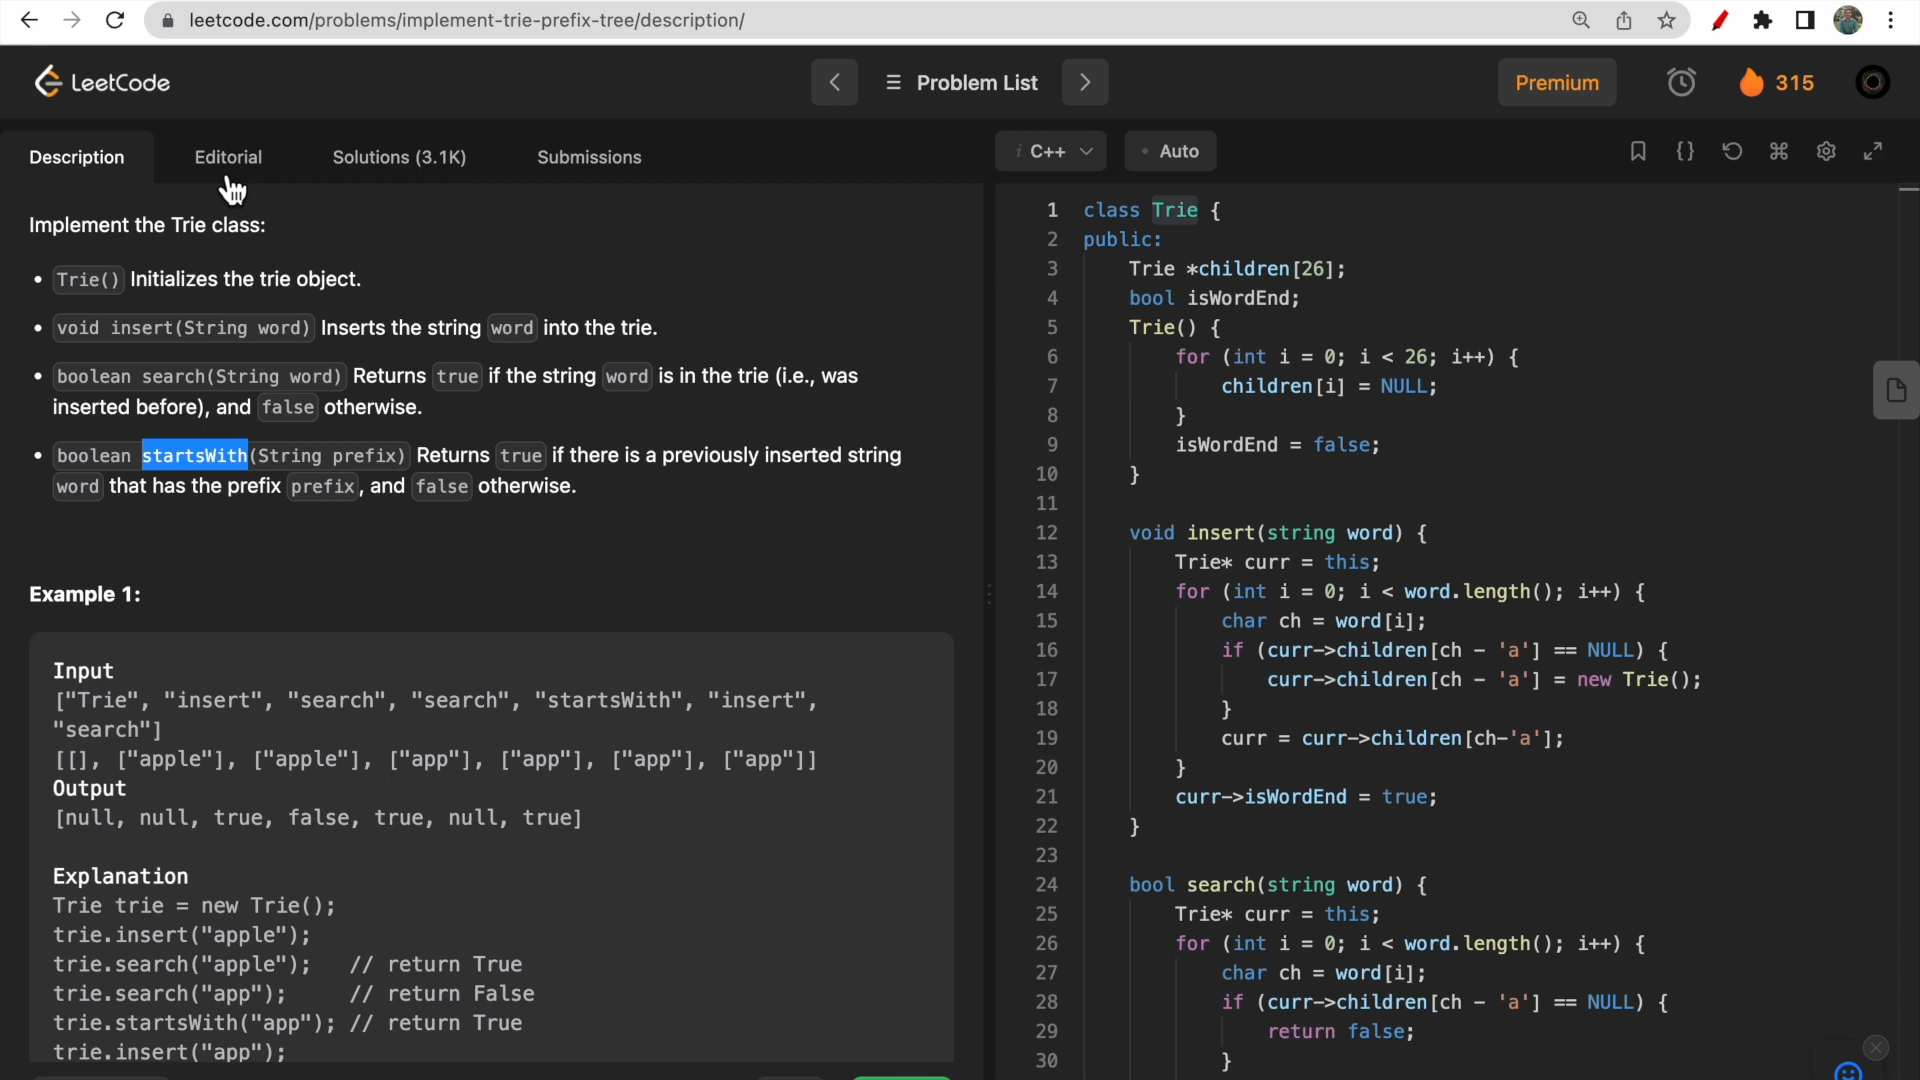 leetcode.com/problems/implement-trie-prefix-tree/description/
LeetCode
Problem List
Premium
315
Description
Editorial
Solutions (3.1K)
Submissions
Implement the Trie class:
• Trie() Initializes the trie object.
• void insert(String word) Inserts the string word into the trie.
• boolean search(String word) Returns true if the string word is in the trie (i.e., was
inserted before), and false otherwise.
• boolean startsWith(String prefix) Returns true if there is a previously inserted string
word that has the prefix prefix, and false otherwise.
Example 1:
Input
["Trie", "insert", "search", "search", "startsWith", "insert",
"search"]
[[], ["apple"], ["apple"], ["app"], ["app"], ["app"], ["app"]]
Output
[null, null, true, false, true, null, true]
Explanation
Trie trie = new Trie();
trie.insert("apple");
trie.search("apple");   // return True
trie.search("app");     // return False
trie.startsWith("app"); // return True
trie.insert("app");
i C++
• Auto
1 class Trie {
2 public:
3     Trie *children[26];
4     bool isWordEnd;
5     Trie() {
6         for (int i = 0; i < 26; i++) {
7             children[i] = NULL;
8         }
9         isWordEnd = false;
10     }
11
12     void insert(string word) {
13         Trie* curr = this;
14         for (int i = 0; i < word.length(); i++) {
15             char ch = word[i];
16             if (curr->children[ch - 'a'] == NULL) {
17                 curr->children[ch - 'a'] = new Trie();
18             }
19             curr = curr->children[ch-'a'];
20         }
21         curr->isWordEnd = true;
22     }
23
24     bool search(string word) {
25         Trie* curr = this;
26         for (int i = 0; i < word.length(); i++) {
27             char ch = word[i];
28             if (curr->children[ch - 'a'] == NULL) {
29                 return false;
30             }